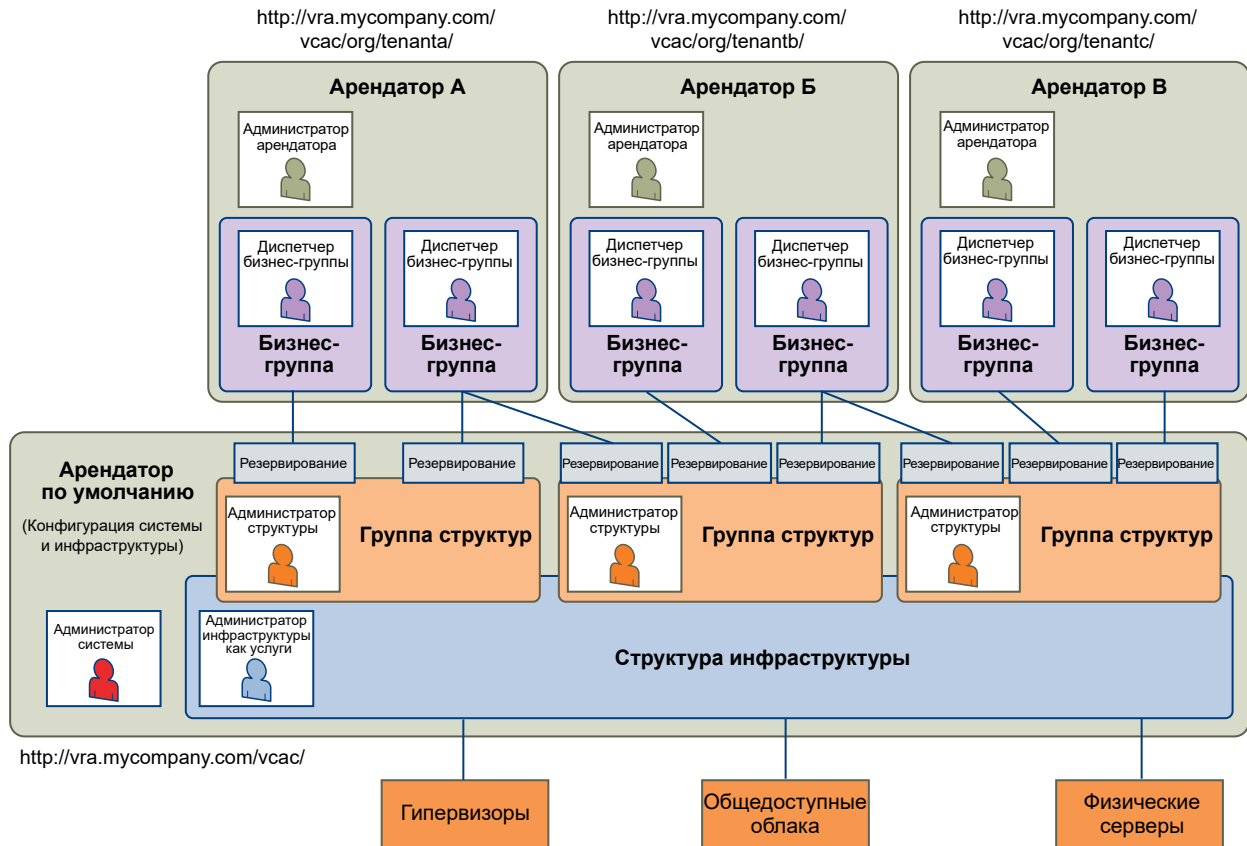 http://vra.mycompany.com/
vcac/org/tenanta/
http://vra.mycompany.com/
vcac/org/tenantb/
http://vra.mycompany.com/
vcac/org/tenantc/
Арендатор А
Арендатор Б
Арендатор В
Администратор
арендатора
Администратор
арендатора
Администратор
арендатора
Диспетчер
бизнес-группы
Диспетчер
бизнес-группы
Диспетчер
бизнес-группы
Диспетчер
бизнес-группы
Диспетчер
бизнес-группы
Диспетчер
бизнес-группы
Бизнес-
группа
Бизнес-
группа
Бизнес-
группа
Бизнес-
группа
Бизнес-
группа
Бизнес-
группа
Арендатор
по умолчанию
(Конфигурация системы
и инфраструктуры)
Резервирование
Резервирование
Резервирование
Резервирование
Резервирование
Резервирование
Резервирование
Резервирование
Администратор
структуры
Группа структур
Администратор
структуры
Группа структур
Администратор
структуры
Группа структур
Администратор
системы
Администратор
инфраструктуры
как услуги
Структура инфраструктуры
http://vra.mycompany.com/vcac/
Гипервизоры
Общедоступные
облака
Физические
серверы